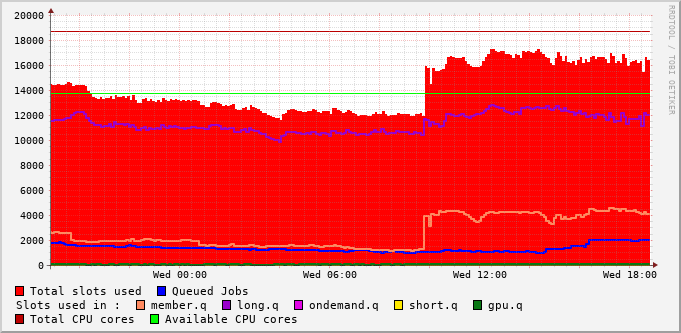 20000
18000
16000
14000
12000
10000
8000
6000
4000
2000
0
Wed 00:00 Wed 06:00 Wed 12:00 Wed 18:00
Total slots used Queued Jobs
Slots used in : member.q long.q ondemand.q short.q gpu.q
Total CPU cores Available CPU cores
RRDTOOL / TOBI OETIKER